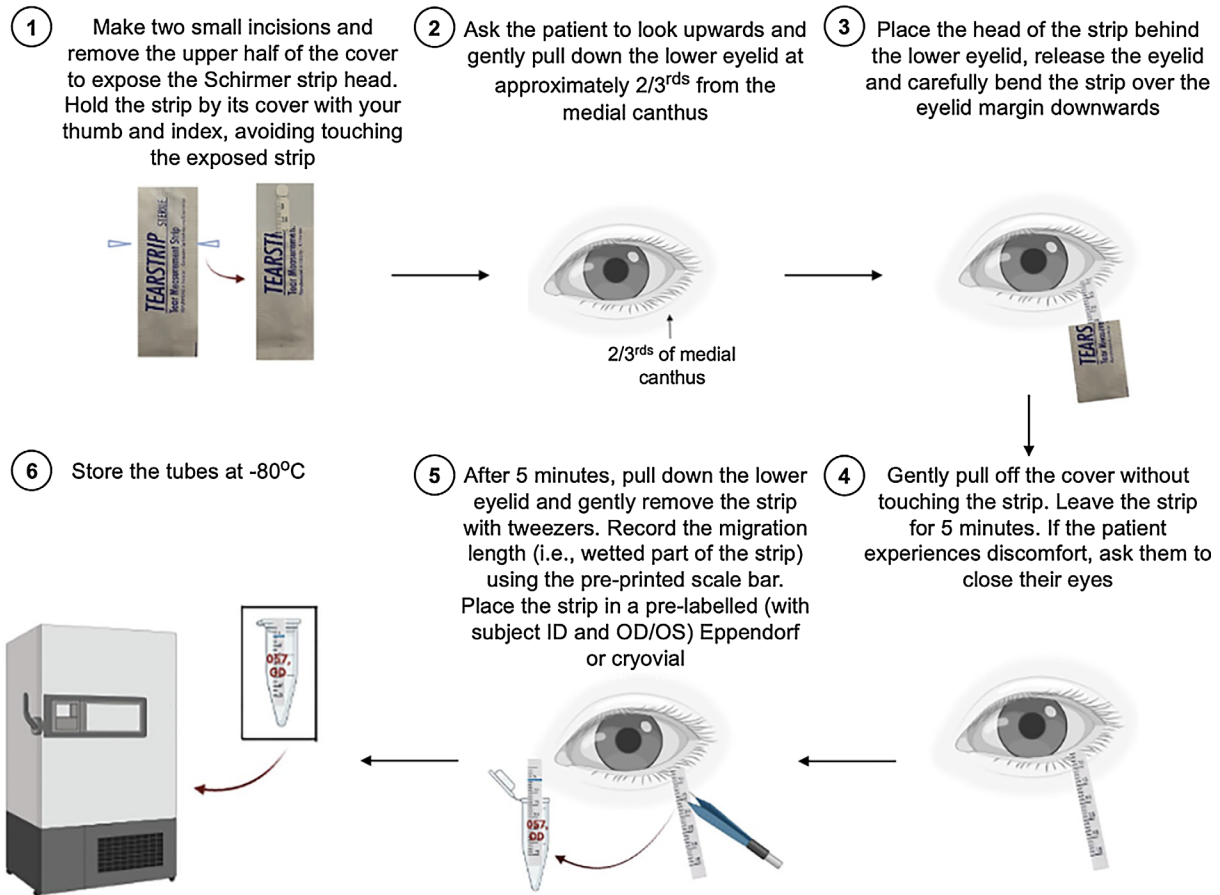 1
Make two small incisions and
remove the upper half of the cover
to expose the Schirmer strip head.
Hold the strip by its cover with your
thumb and index, avoiding touching
the exposed strip
TEARSTRIP
STERILE
Tear Measurement Strip
TEARSTI
Tear Measuremen
2
Ask the patient to look upwards and
gently pull down the lower eyelid at
approximately 2/3rds from the
medial canthus
2/3rds of medial
canthus
3
Place the head of the strip behind
the lower eyelid, release the eyelid
and carefully bend the strip over the
eyelid margin downwards
TEARS
4
Gently pull off the cover without
touching the strip. Leave the strip
for 5 minutes. If the patient
experiences discomfort, ask them to
close their eyes
5
After 5 minutes, pull down the lower
eyelid and gently remove the strip
with tweezers. Record the migration
length (i.e., wetted part of the strip)
using the pre-printed scale bar.
Place the strip in a pre-labelled (with
subject ID and OD/OS) Eppendorf
or cryovial
057,
OD
6
Store the tubes at -80⁰C
057,
OD